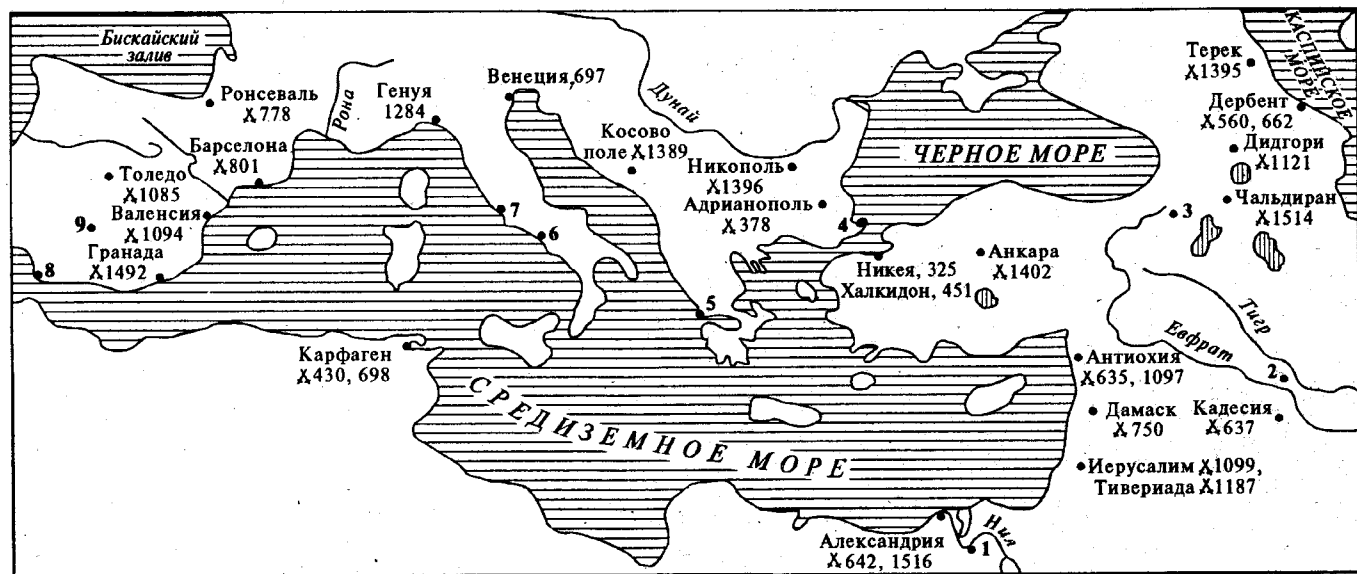 Бискайский
залив
Ронсеваль
778
Рона
Генуя
1284
Венеция, 697
Дунай
Косово
поле 1389
Никополь
1396
Адрианополь
378
ЧЕРНОЕ МОРЕ
Терек
1395
КАСПИЙСКОЕ
МОРЕ
Дербент
560, 662
Дидгори
1121
Чальдиран
1514
Барселона
801
Толедо
1085
Валенсия
1094
9
Гранада
1492
8
7
6
5
4
3
Никея, 325
Халкидон, 451
Анкара
1402
Тигр
Евфрат
2
Карфаген
430, 698
СРЕДИЗЕМНОЕ МОРЕ
Антиохия
635, 1097
Дамаск
750
Кадесия
637
Иерусалим 1099,
Тивериада 1187
Александрия
642, 1516
Нил
1